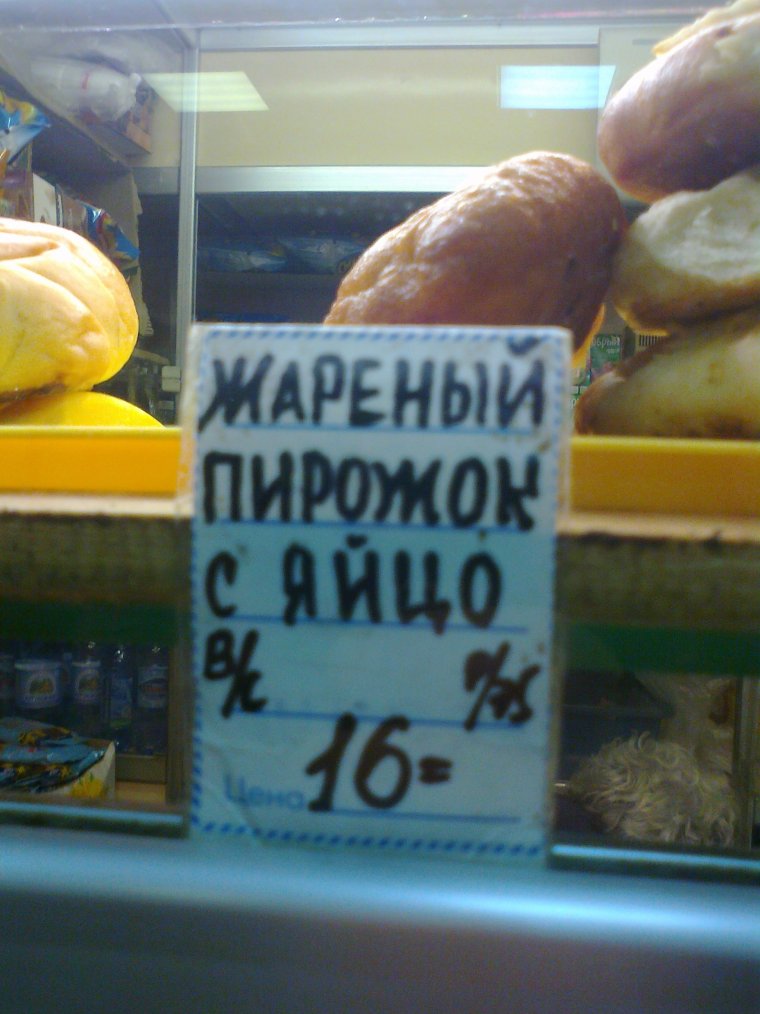 ЖАРЕНЫЙ
ПИРОЖОК
С ЯЙЦО
В/С
Цена 16=